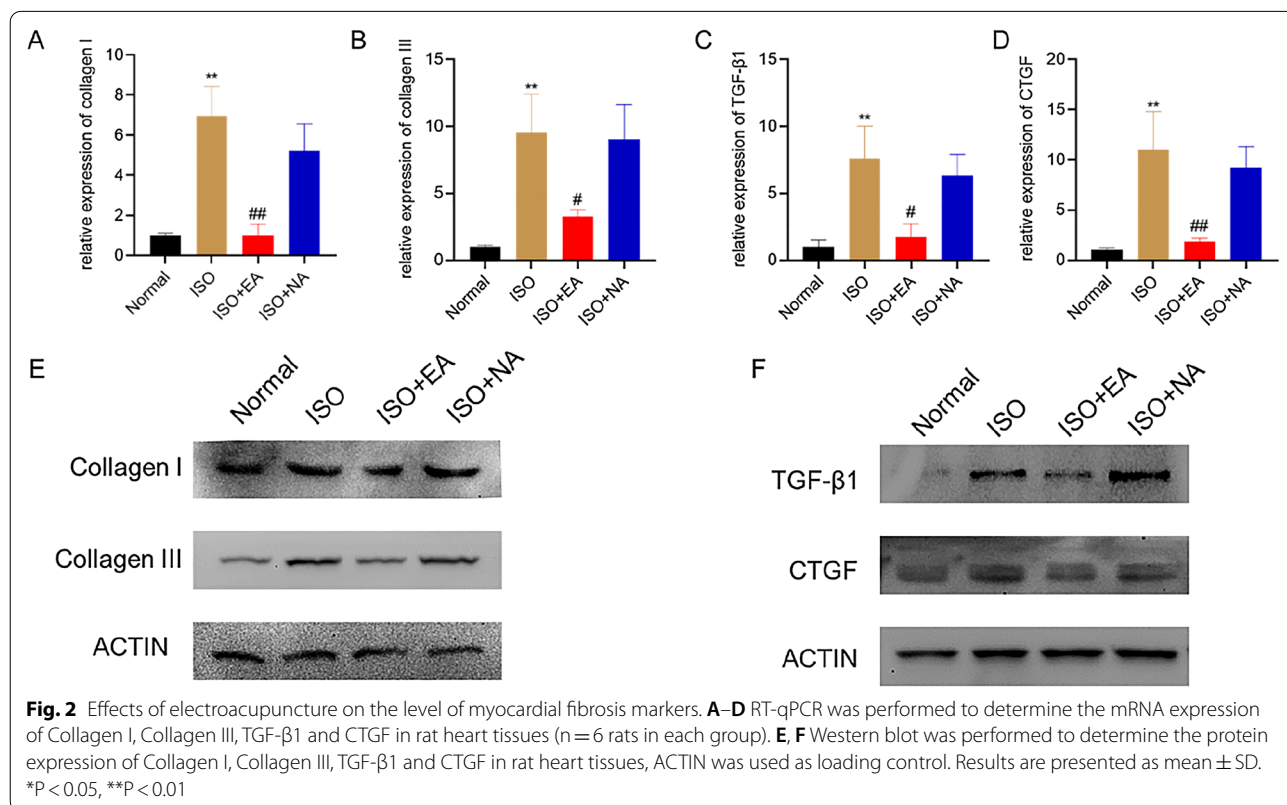 A
relative expression of collagen I
10
8
6
4
2
0
**
##
Normal
ISO
ISO+EA
ISO+NA
B
relative expression of collagen III
15
10
5
0
**
#
Normal
ISO
ISO+EA
ISO+NA
C
relative expression of TGF-β1
15
10
5
0
**
#
Normal
ISO
ISO+EA
ISO+NA
D
relative expression of CTGF
20
15
10
5
0
**
##
Normal
ISO
ISO+EA
ISO+NA
E
Normal
ISO
ISO+EA
ISO+NA
Collagen I
Collagen III
ACTIN
F
Normal
ISO
ISO+EA
ISO+NA
TGF-β1
CTGF
ACTIN
Fig. 2 Effects of electroacupuncture on the level of myocardial fibrosis markers. A–D RT-qPCR was performed to determine the mRNA expression
of Collagen I, Collagen III, TGF-β1 and CTGF in rat heart tissues (n = 6 rats in each group). E, F Western blot was performed to determine the protein
expression of Collagen I, Collagen III, TGF-β1 and CTGF in rat heart tissues, ACTIN was used as loading control. Results are presented as mean ± SD.
*P < 0.05, **P < 0.01